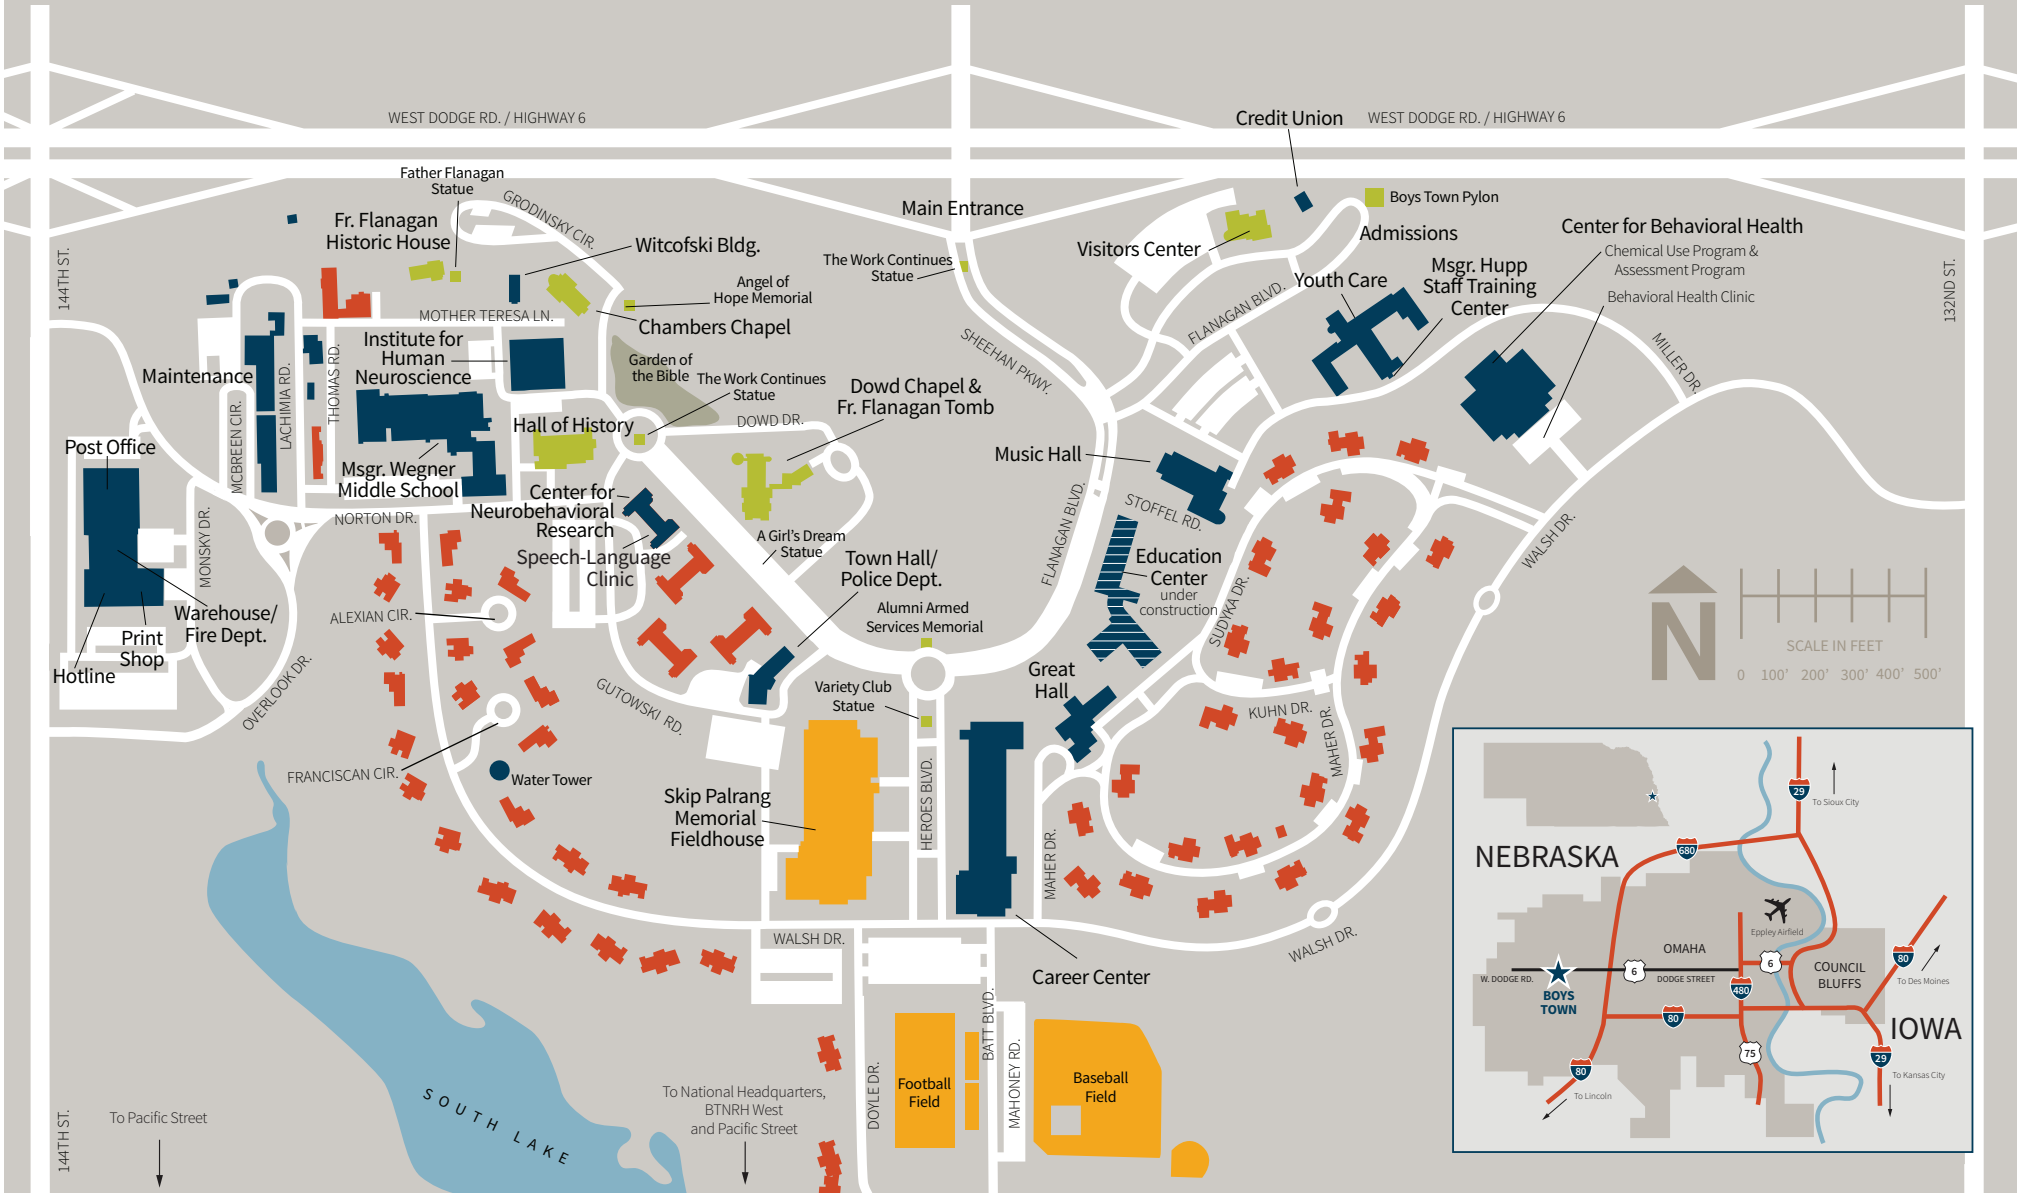 WEST DODGE RD. / HIGHWAY 6
Credit Union
WEST DODGE RD. / HIGHWAY 6
Father Flanagan
Statue
Boys Town Pylon
GRODINSKY CIR.
Main Entrance
Fr. Flanagan
Historic House
Witcofski Bldg.
Visitors Center
Admissions
Center for Behavioral Health
Chemical Use Program &
Assessment Program
Behavioral Health Clinic
The Work Continues
Statue
144TH ST.
132ND ST.
Angel of
Hope Memorial
Youth Care
Msgr. Hupp
Staff Training
Center
MOTHER TERESA LN.
Chambers Chapel
FLANAGAN BLVD.
SHEEHAN PKWY.
MILLER DR.
Institute for
Human
Neuroscience
Maintenance
LACHIMIA RD.
THOMAS RD.
MCBREEN CIR.
Garden of
the Bible
The Work Continues
Statue
Dowd Chapel &
Fr. Flanagan Tomb
DOWD DR.
Hall of History
Post Office
Msgr. Wegner
Middle School
Music Hall
Center for
Neurobehavioral
Research
Speech-Language
Clinic
NORTON DR.
MONSKY DR.
STOFFEL RD.
FLANAGAN BLVD.
WALSH DR.
A Girl's Dream
Statue
Town Hall/
Police Dept.
Education
Center
under
construction
SUDYKA DR.
Alumni Armed
Services Memorial
ALEXIAN CIR.
Warehouse/
Fire Dept.
Print
Shop
Hotline
OVERLOOK DR.
GUTOWSKI RD.
Great
Hall
Variety Club
Statue
N
SCALE IN FEET
0 100' 200' 300' 400' 500'
KUHN DR.
MAHER DR.
FRANCISCAN CIR.
Water Tower
Skip Palrang
Memorial
Fieldhouse
HEROES BLVD.
MAHER DR.
WALSH DR.
WALSH DR.
Career Center
BATT BLVD.
DOYLE DR.
MAHONEY RD.
Football
Field
Baseball
Field
SOUTH LAKE
To National Headquarters,
BTNRH West
and Pacific Street
To Pacific Street
144TH ST.
29
To Sioux City
680
NEBRASKA
Eppley Airfield
OMAHA
W. DODGE RD.
6
DODGE STREET
6
COUNCIL
BLUFFS
80
To Des Moines
BOYS
TOWN
480
80
IOWA
75
29
80
To Kansas City
To Lincoln